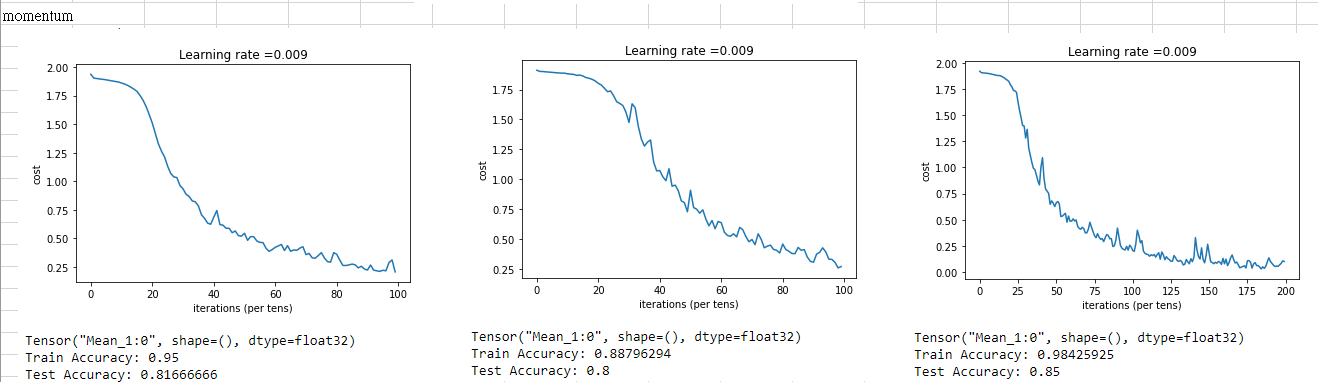 momentum
Learning rate =0.009
2.00
1.75
1.50
1.25
1.00
0.75
0.50
0.25
cost
0 20 40 60 80 100
iterations (per tens)
Tensor("Mean_1:0", shape=(), dtype=float32)
Train Accuracy: 0.95
Test Accuracy: 0.81666666
Learning rate =0.009
1.75
1.50
1.25
1.00
0.75
0.50
0.25
cost
0 20 40 60 80 100
iterations (per tens)
Tensor("Mean_1:0", shape=(), dtype=float32)
Train Accuracy: 0.88796294
Test Accuracy: 0.8
Learning rate =0.009
2.00
1.75
1.50
1.25
1.00
0.75
0.50
0.25
0.00
cost
0 25 50 75 100 125 150 175 200
iterations (per tens)
Tensor("Mean_1:0", shape=(), dtype=float32)
Train Accuracy: 0.98425925
Test Accuracy: 0.85